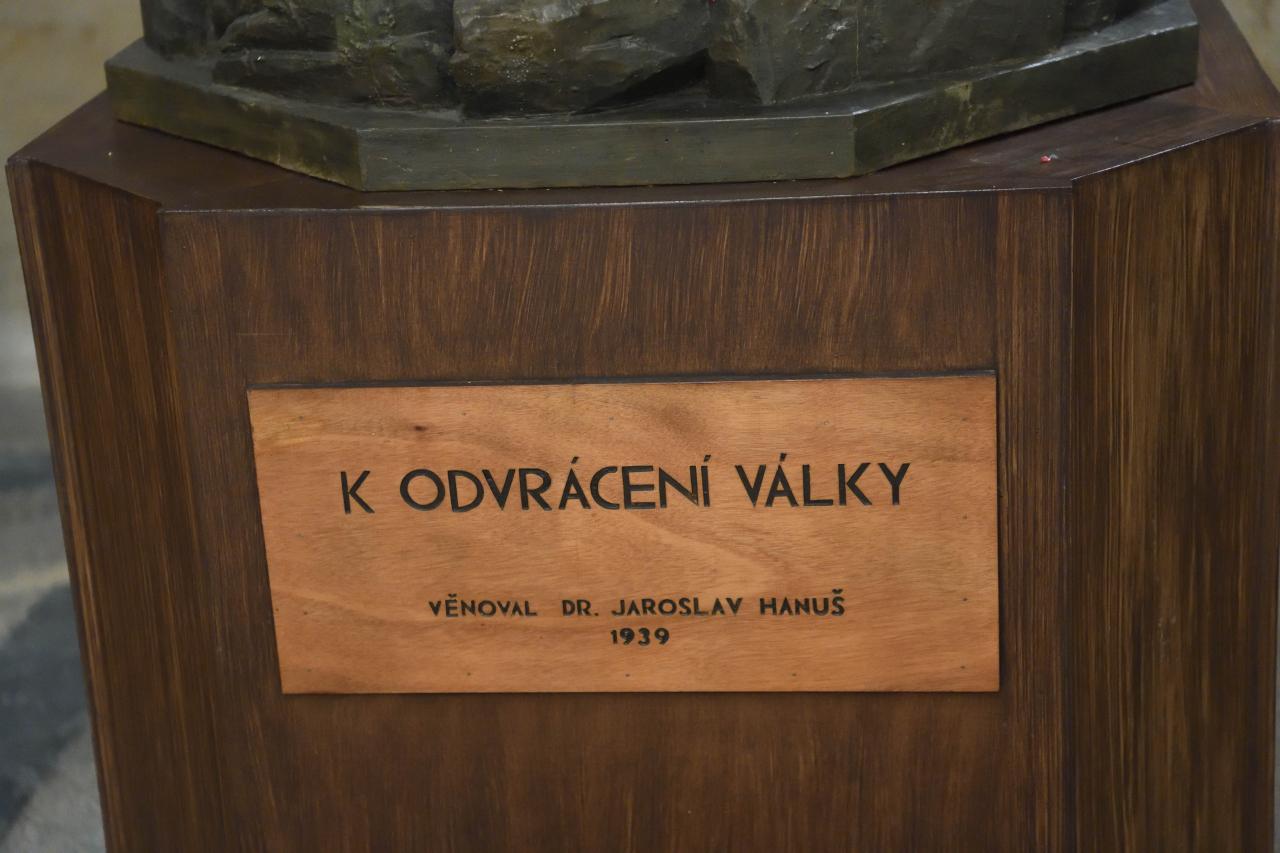 K ODVRÁCENÍ VÁLKY
VĚNOVAL DR. JAROSLAV HANUŠ
1939